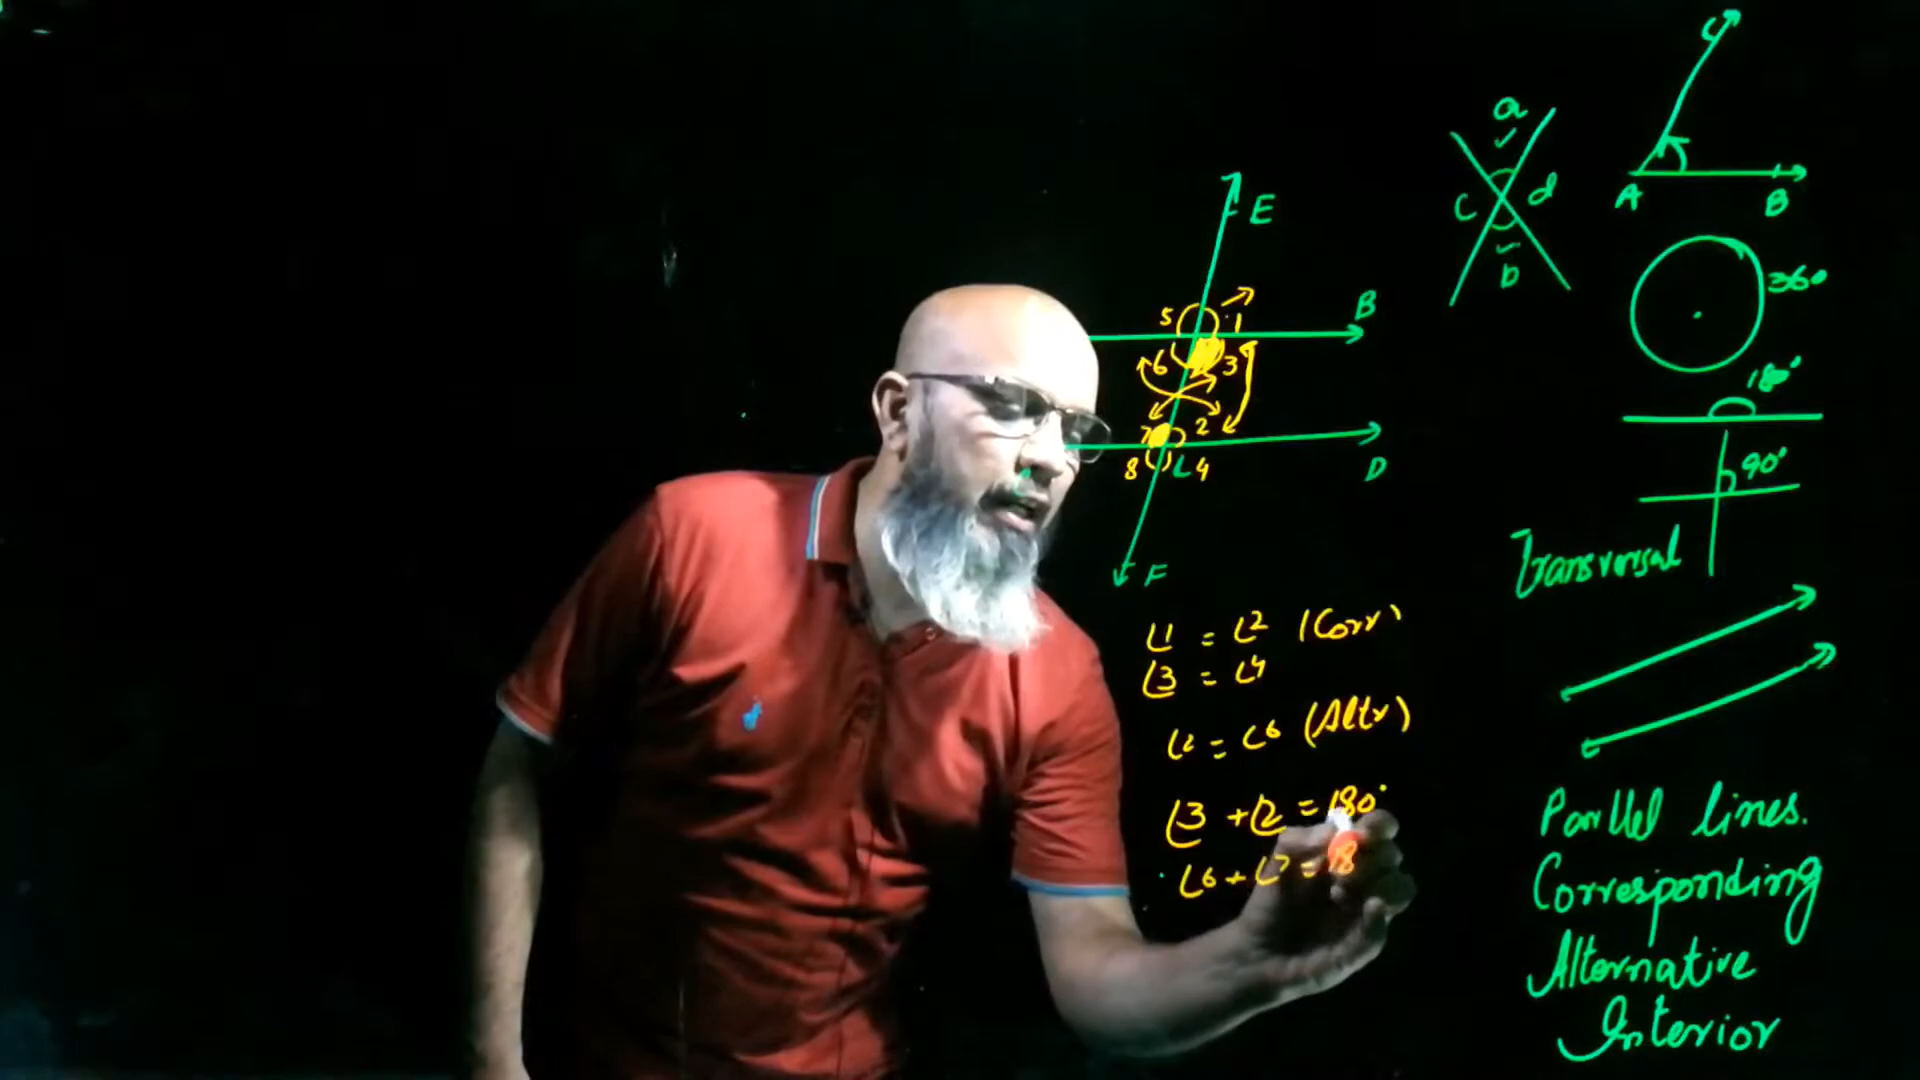 C
a
c d
b
A B
E
360
5 1
B
6 3
180°
7 2
90°
8 4
D
F
Transversal
∠1 = ∠2 (Corr)
∠3 = ∠4
∠2 = ∠6 (Altr)
∠3 + ∠2 = 180°
∠6 + ∠7 = 18
Parllel lines.
Corresponding
Alternative
Interior